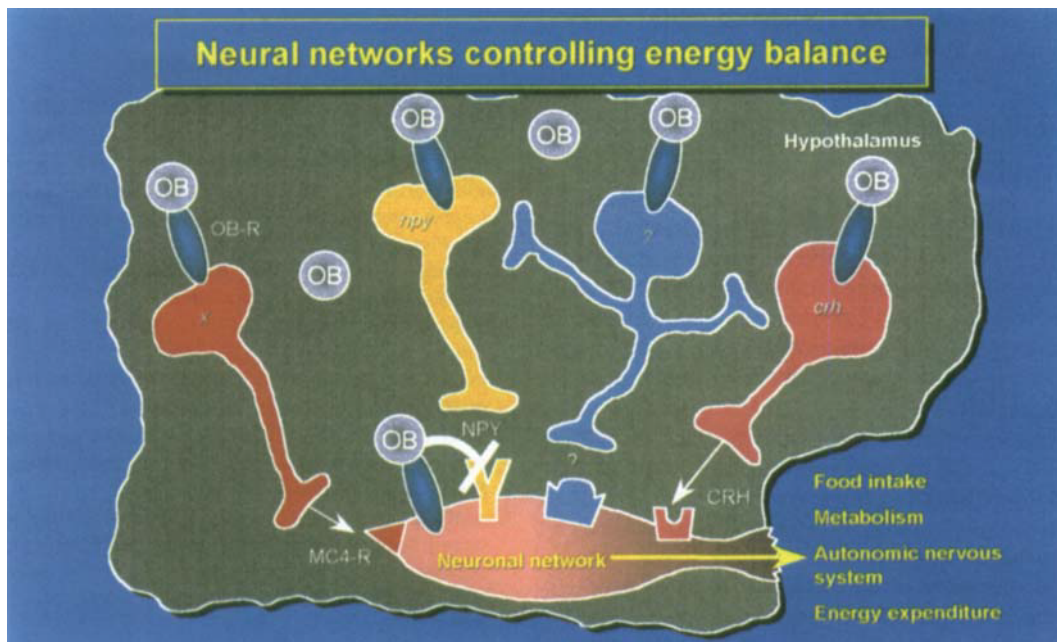 Neural networks controlling energy balance
OB
OB
OB
Hypothalamus
OB
OB
OB-R
npy
?
OB
x
crh
OB
NPY
?
CRH
MC4-R
Neuronal network
Food intake
Metabolism
Autonomic nervous
system
Energy expenditure